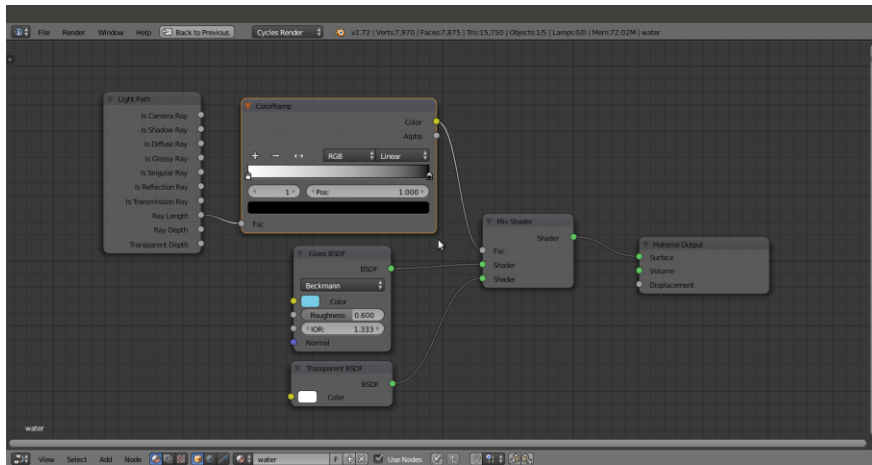 File Render Window Help Back to Previous Cycles Render v2.72 | Verts:7,970 | Faces:7,875 | Tris:15,750 | Objects:1/5 | Lamps:0/0 | Mem:72.02M | water
Light Path
Is Camera Ray
Is Shadow Ray
Is Diffuse Ray
Is Glossy Ray
Is Singular Ray
Is Reflection Ray
Is Transmission Ray
Ray Length
Ray Depth
Transparent Depth
ColorRamp
Color
Alpha
RGB Linear
1 Pos: 1.000
Fac
Glass BSDF
BSDF
Beckmann
Color
Roughness: 0.600
IOR: 1.333
Normal
Transparent BSDF
BSDF
Color
Mix Shader
Shader
Fac
Shader
Shader
Material Output
Surface
Volume
Displacement
water
View Select Add Node water F Use Nodes